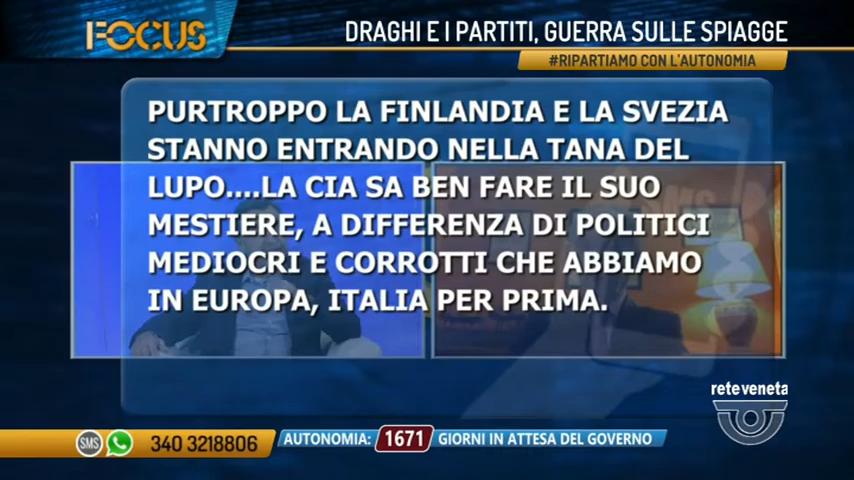 FOCUS
DRAGHI E I PARTITI, GUERRA SULLE SPIAGGE
#RIPARTIAMO CON L'AUTONOMIA
PURTROPPO LA FINLANDIA E LA SVEZIA
STANNO ENTRANDO NELLA TANA DEL
LUPO....LA CIA SA BEN FARE IL SUO
MESTIERE, A DIFFERENZA DI POLITICI
MEDIOCRI E CORROTTI CHE ABBIAMO
IN EUROPA, ITALIA PER PRIMA.
SMS
reteveneta
SMS 340 3218806 AUTONOMIA: 1671 GIORNI IN ATTESA DEL GOVERNO